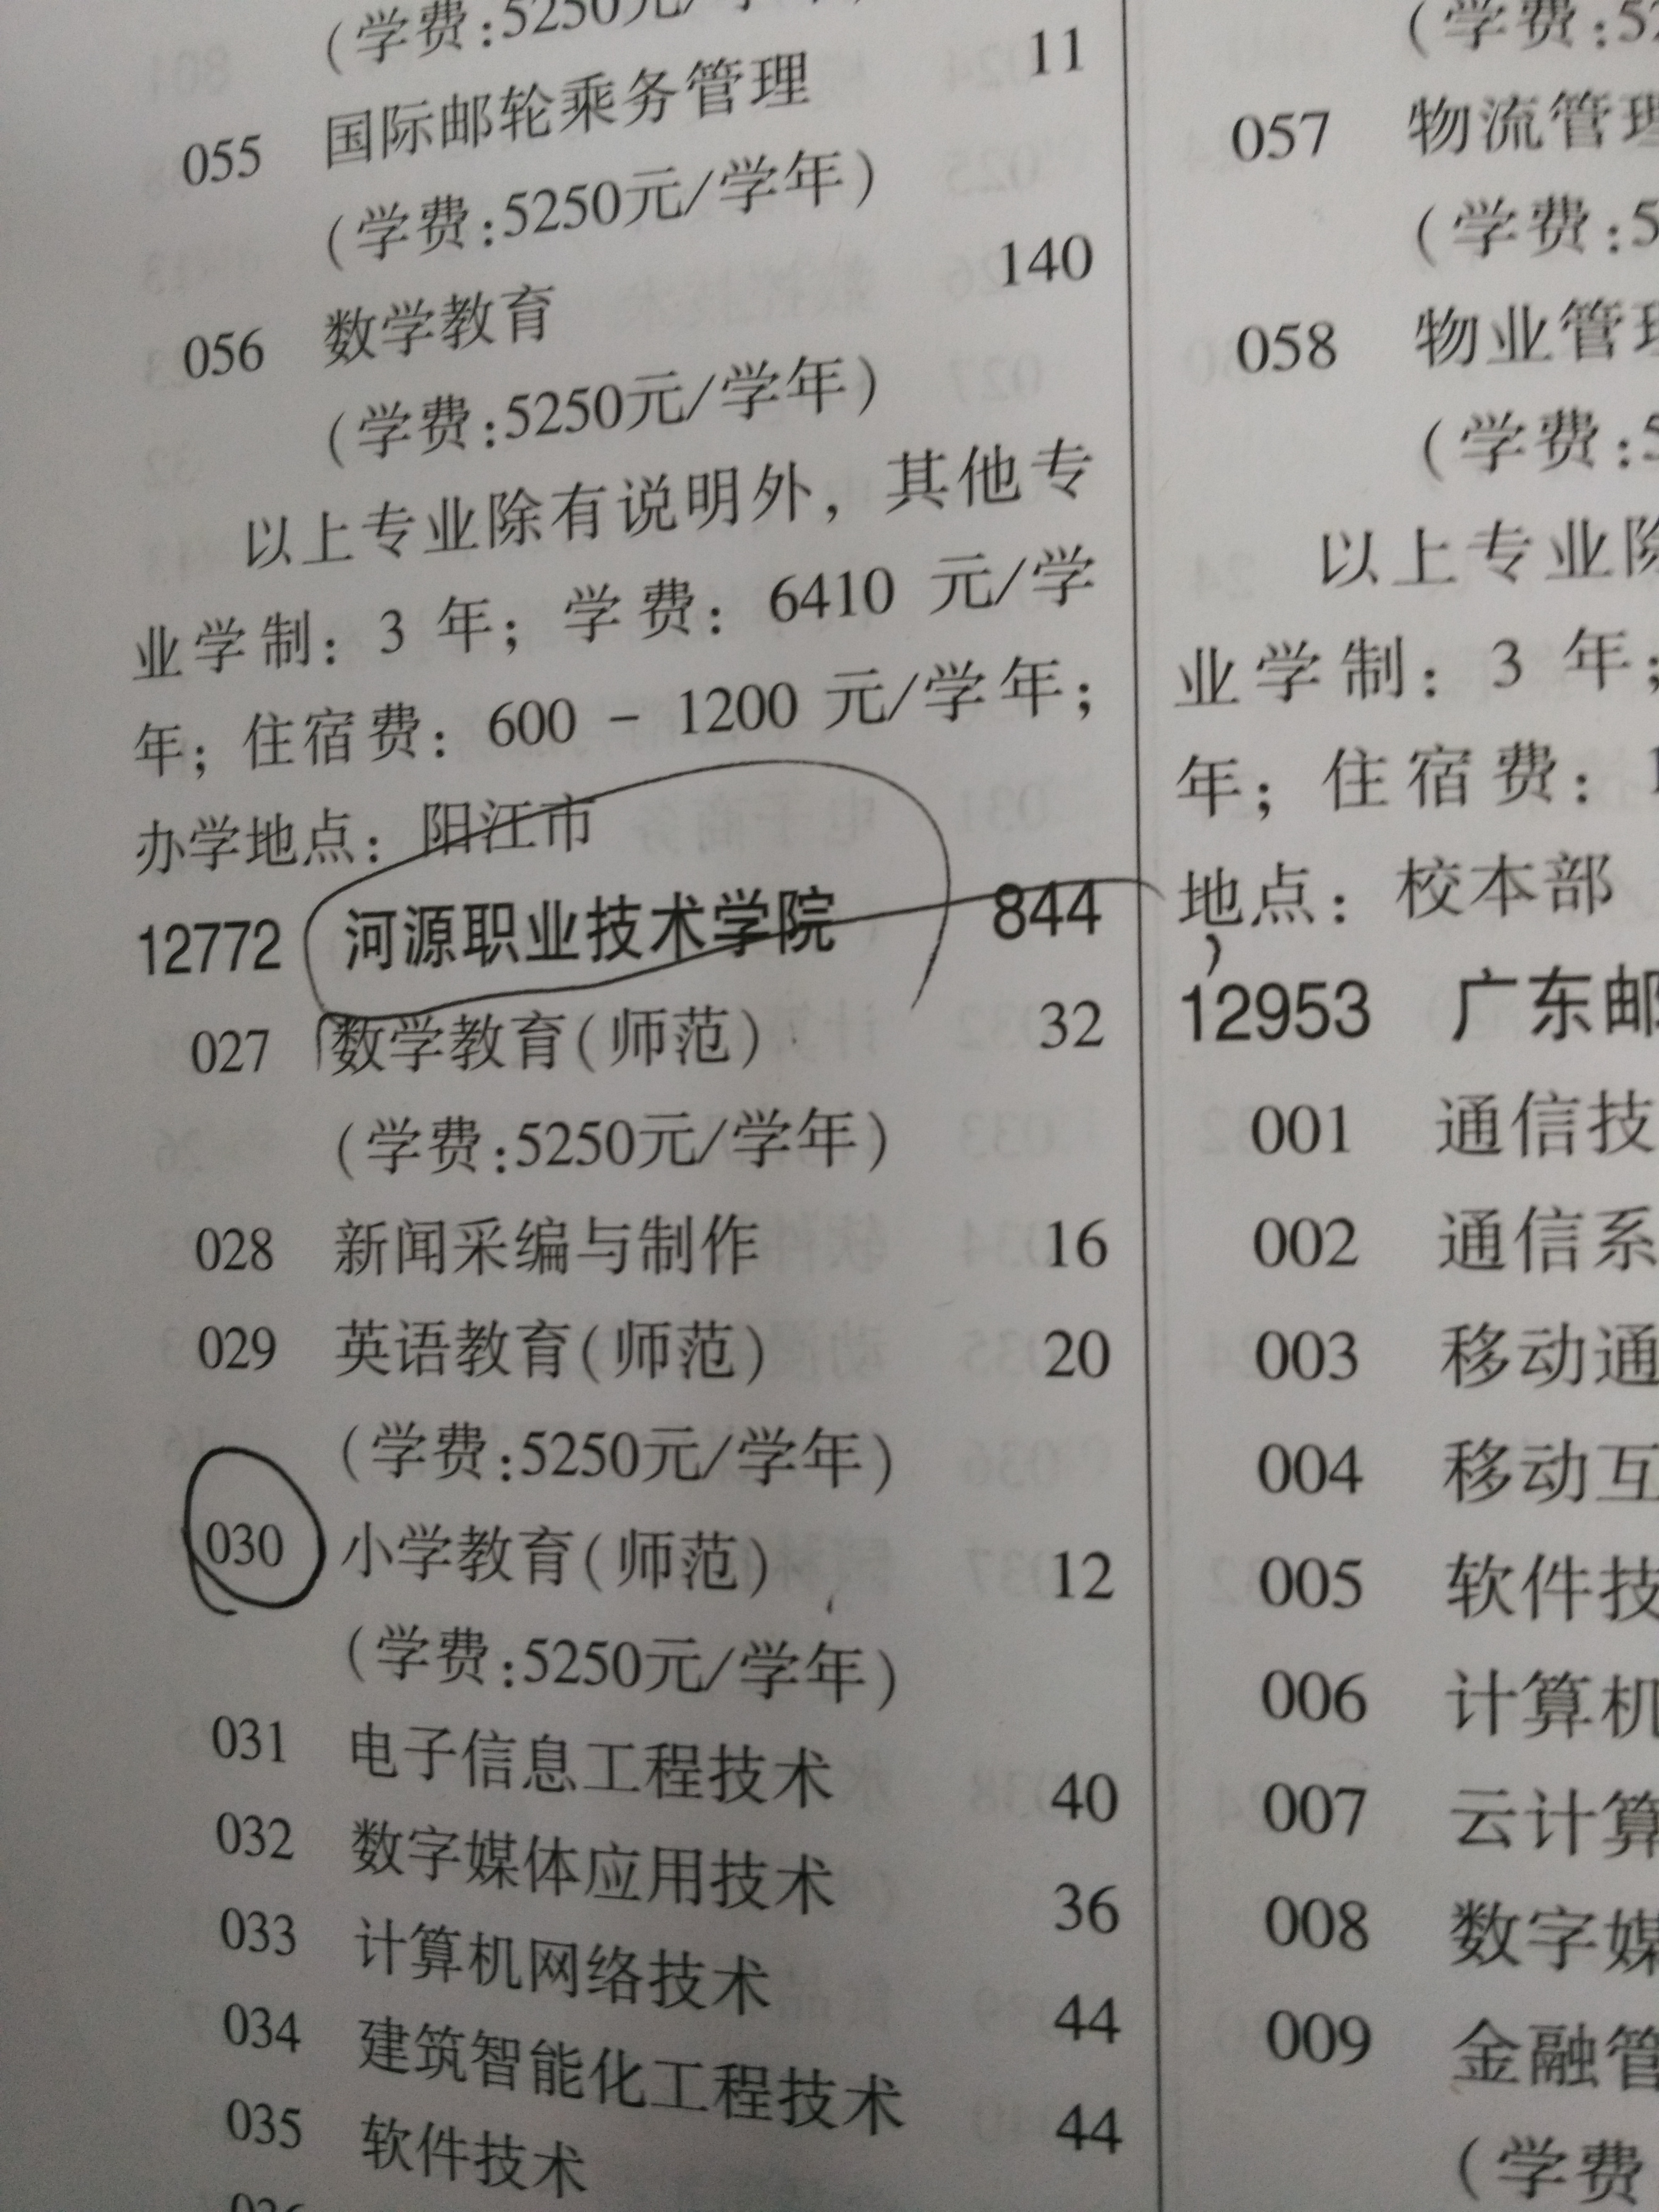 (学费:5250元/学年)
055 国际邮轮乘务管理 11
(学费:5250元/学年)
056 数学教育 140
(学费:5250元/学年)
以上专业除有说明外，其他专
业学制：3 年；学费：6410 元/学
年；住宿费：600 - 1200 元/学年；
办学地点：阳江市
12772 河源职业技术学院 844
027 数学教育(师范) 32
(学费:5250元/学年)
028 新闻采编与制作 16
029 英语教育(师范) 20
(学费:5250元/学年)
030 小学教育(师范) 12
(学费:5250元/学年)
031 电子信息工程技术 40
032 数字媒体应用技术 36
033 计算机网络技术 44
034 建筑智能化工程技术 44
035 软件技术
(学费:5
057 物流管理
(学费:5
058 物业管理
(学费:5
以上专业除
业学制：3 年；
年；住宿费：1
地点：校本部
12953 广东邮
001 通信技
002 通信系
003 移动通
004 移动互
005 软件技
006 计算机
007 云计算
008 数字媒
009 金融管
(学费